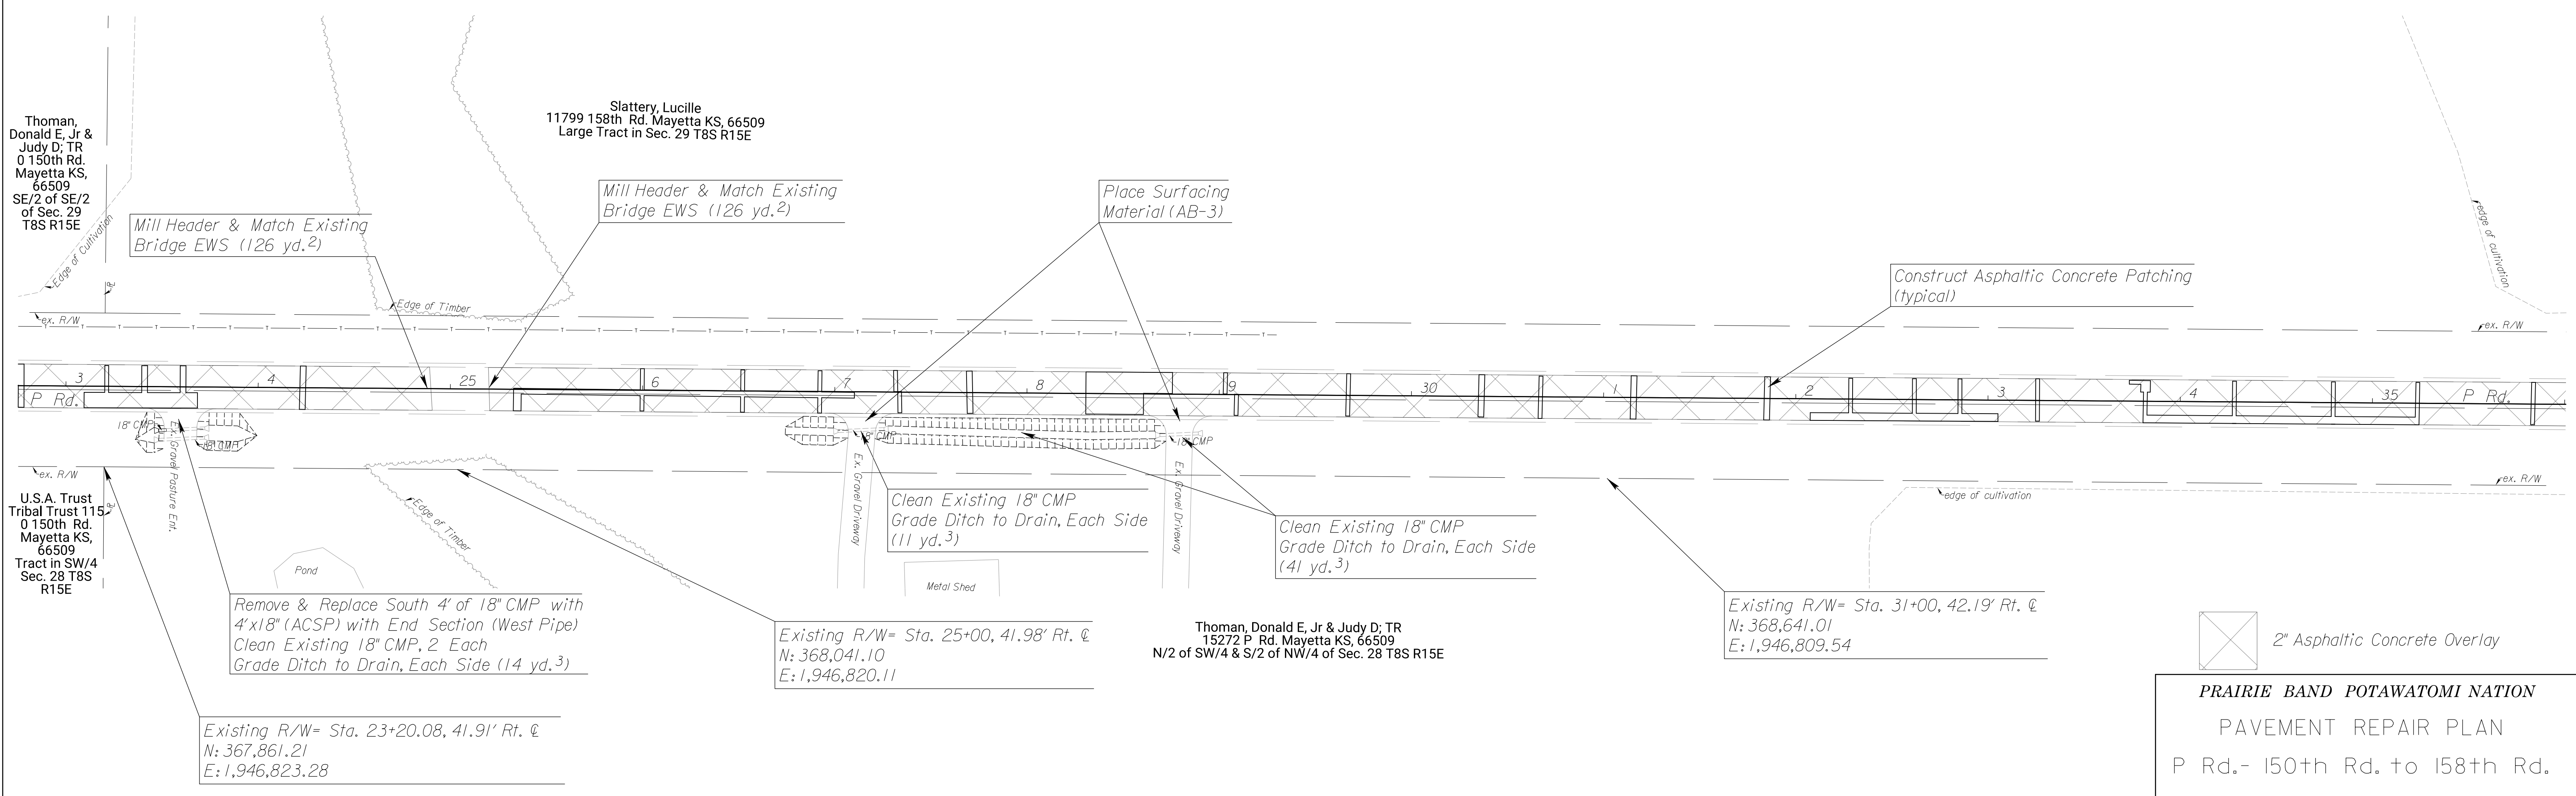 Thoman,
Donald E, Jr &
Judy D; TR
0 150th Rd.
Mayetta KS,
66509
SE/2 of SE/2
of Sec. 29
T8S R15E
Slattery, Lucille
11799 158th Rd. Mayetta KS, 66509
Large Tract in Sec. 29 T8S R15E
Mill Header & Match Existing
Bridge EWS (126 yd.²)
Mill Header & Match Existing
Bridge EWS (126 yd.²)
Place Surfacing
Material (AB-3)
Construct Asphaltic Concrete Patching
(typical)
Edge of Cultivation
Edge of Timber
edge of cultivation
ex. R/W
ex. R/W
3
4
25
6
7
8
9
30
1
2
3
4
35
P Rd.
P Rd.
18" CMP
18" CMP
18" CMP
18" CMP
Ex. Gravel Pasture Ent.
Ex. Gravel Driveway
Ex. Gravel Driveway
ex. R/W
ex. R/W
U.S.A. Trust
Tribal Trust 115
0 150th Rd.
Mayetta KS,
66509
Tract in SW/4
Sec. 28 T8S
R15E
Edge of Timber
edge of cultivation
Pond
Metal Shed
Clean Existing 18" CMP
Grade Ditch to Drain, Each Side
(11 yd.³)
Clean Existing 18" CMP
Grade Ditch to Drain, Each Side
(41 yd.³)
Remove & Replace South 4' of 18" CMP with
4'x18" (ACSP) with End Section (West Pipe)
Clean Existing 18" CMP, 2 Each
Grade Ditch to Drain, Each Side (14 yd.³)
Existing R/W= Sta. 25+00, 41.98' Rt. ℄
N: 368,041.10
E: 1,946,820.11
Thoman, Donald E, Jr & Judy D; TR
15272 P Rd. Mayetta KS, 66509
N/2 of SW/4 & S/2 of NW/4 of Sec. 28 T8S R15E
Existing R/W= Sta. 31+00, 42.19' Rt. ℄
N: 368,641.01
E: 1,946,809.54
Existing R/W= Sta. 23+20.08, 41.91' Rt. ℄
N: 367,861.21
E: 1,946,823.28
2" Asphaltic Concrete Overlay
PRAIRIE BAND POTAWATOMI NATION
PAVEMENT REPAIR PLAN
P Rd.- 150th Rd. to 158th Rd.